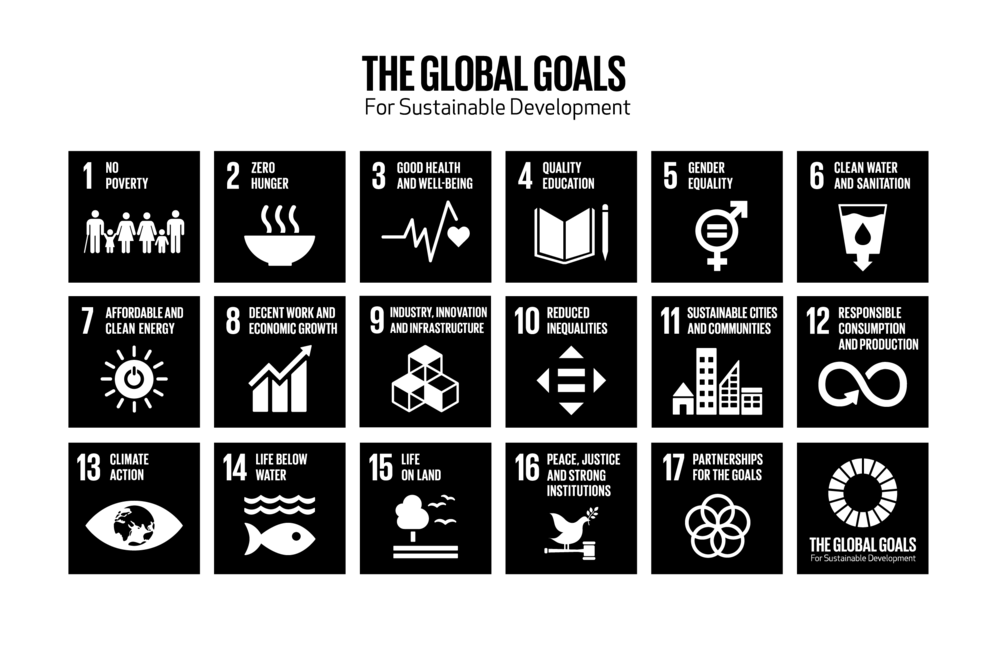 THE GLOBAL GOALS
For Sustainable Development
1 NO
POVERTY
2 ZERO
HUNGER
3 GOOD HEALTH
AND WELL-BEING
4 QUALITY
EDUCATION
5 GENDER
EQUALITY
6 CLEAN WATER
AND SANITATION
7 AFFORDABLE AND
CLEAN ENERGY
8 DECENT WORK AND
ECONOMIC GROWTH
9 INDUSTRY, INNOVATION
AND INFRASTRUCTURE
10 REDUCED
INEQUALITIES
11 SUSTAINABLE CITIES
AND COMMUNITIES
12 RESPONSIBLE
CONSUMPTION
AND PRODUCTION
13 CLIMATE
ACTION
14 LIFE BELOW
WATER
15 LIFE
ON LAND
16 PEACE, JUSTICE
AND STRONG
INSTITUTIONS
17 PARTNERSHIPS
FOR THE GOALS
THE GLOBAL GOALS
For Sustainable Development